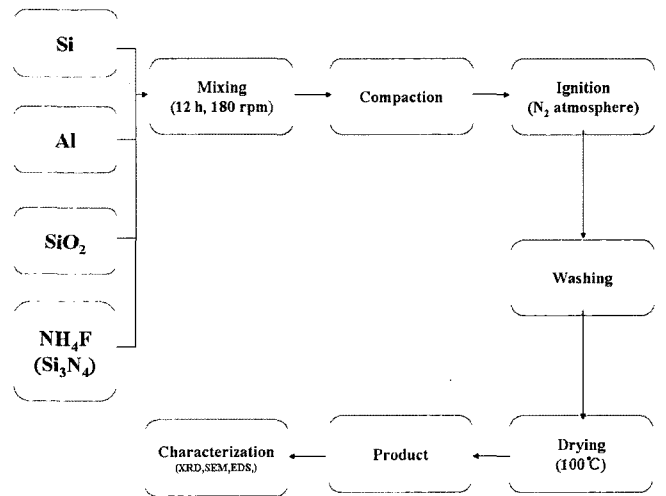 Si
Al
SiO₂
NH₄F
(Si₃N₄)
Mixing
(12 h, 180 rpm)
Compaction
Ignition
(N₂ atmosphere)
Washing
Drying
(100℃)
Product
Characterization
(XRD,SEM,EDS,)